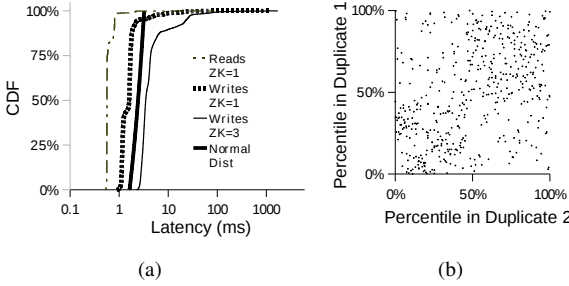 100%
75%
50%
25%
0%
CDF
0.1
1
10
100
1000
Latency (ms)
Reads
ZK=1
Writes
ZK=1
Writes
ZK=3
Normal
Dist
(a)
Percentile in Duplicate 1
100%
50%
0%
0%
50%
100%
Percentile in Duplicate 2
(b)